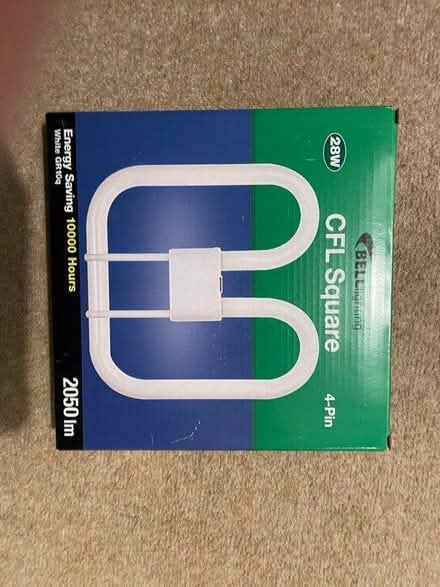 BELL Lighting
28W
CFL Square
4-Pin
Energy Saving 10000 Hours
White GR10q
2050 lm